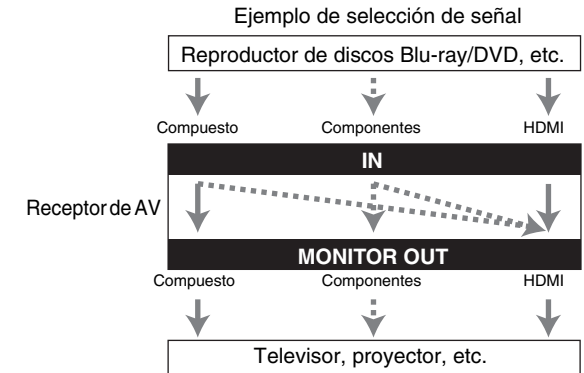 Ejemplo de selección de señal
Reproductor de discos Blu-ray/DVD, etc.
Compuesto Componentes HDMI
IN
Receptor de AV
MONITOR OUT
Compuesto Componentes HDMI
Televisor, proyector, etc.